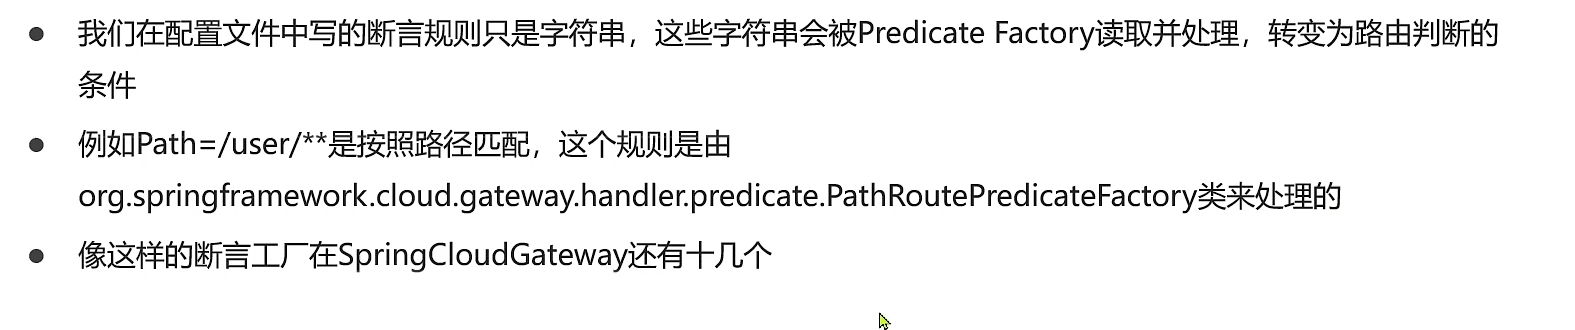 我们在配置文件中写的断言规则只是字符串，这些字符串会被Predicate Factory读取并处理，转变为路由判断的
条件
例如Path=/user/**是按照路径匹配，这个规则是由
org.springframework.cloud.gateway.handler.predicate.PathRoutePredicateFactory类来处理的
像这样的断言工厂在SpringCloudGateway还有十几个